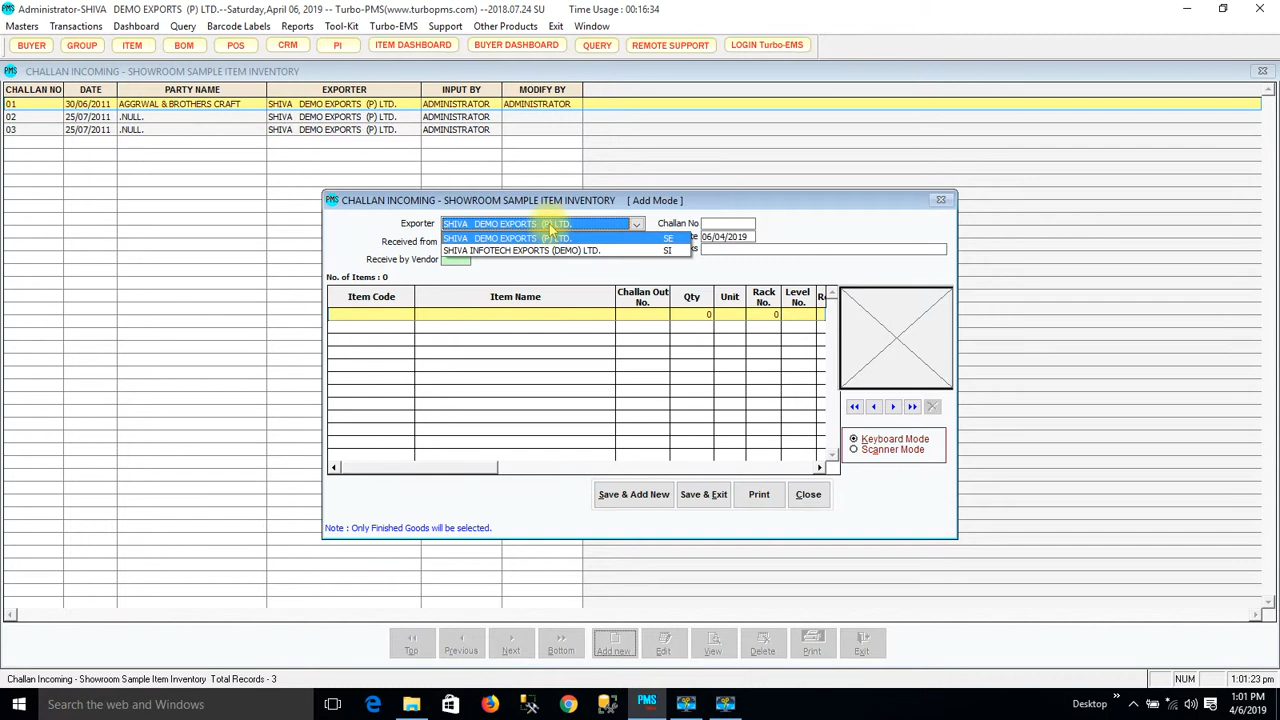 Administrator-SHIVA DEMO EXPORTS (P) LTD.--Saturday,April 06, 2019 -- Turbo-PMS(www.turbopms.com) --2018.07.24 SU Time Usage : 00:16:34
Masters Transactions Dashboard Query Barcode Labels Reports Tool-Kit Turbo-EMS Support Other Products Exit Window
BUYER GROUP ITEM BOM POS CRM PI ITEM DASHBOARD BUYER DASHBOARD QUERY REMOTE SUPPORT LOGIN Turbo-EMS
PMS CHALLAN INCOMING - SHOWROOM SAMPLE ITEM INVENTORY
CHALLAN NO DATE PARTY NAME EXPORTER INPUT BY MODIFY BY
01 30/06/2011 AGGRWAL & BROTHERS CRAFT SHIVA DEMO EXPORTS (P) LTD. ADMINISTRATOR ADMINISTRATOR
02 25/07/2011 .NULL. SHIVA DEMO EXPORTS (P) LTD. ADMINISTRATOR
03 25/07/2011 .NULL. SHIVA DEMO EXPORTS (P) LTD. ADMINISTRATOR
PMS CHALLAN INCOMING - SHOWROOM SAMPLE ITEM INVENTORY [ Add Mode ]
Exporter SHIVA DEMO EXPORTS (P) LTD. Challan No
SHIVA DEMO EXPORTS (P) LTD. SE 06/04/2019
Received from
SHIVA INFOTECH EXPORTS (DEMO) LTD. SI
Receive by Vendor
No. of Items : 0
Item Code Item Name Challan Out No. Qty Unit Rack No. Level No.
0 0
Keyboard Mode
Scanner Mode
Save & Add New Save & Exit Print Close
Note : Only Finished Goods will be selected.
Top Previous Next Bottom Add new Edit View Delete Print Exit
Challan Incoming - Showroom Sample Item Inventory Total Records - 3 NUM 1:01:23 pm
Search the web and Windows PMS Desktop 1:01 PM
4/6/2019